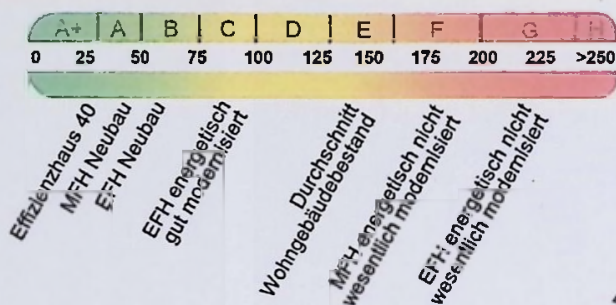 A+ A B C D E F G H
0 25 50 75 100 125 150 175 200 225 >250
Effizienzhaus 40
MFH Neubau
EFH Neubau
EFH energetisch
gut modernisiert
Durchschnitt
Wohngebäudebestand
MFH energetisch nicht
wesentlich modernisiert
EFH energetisch nicht
wesentlich modernisiert